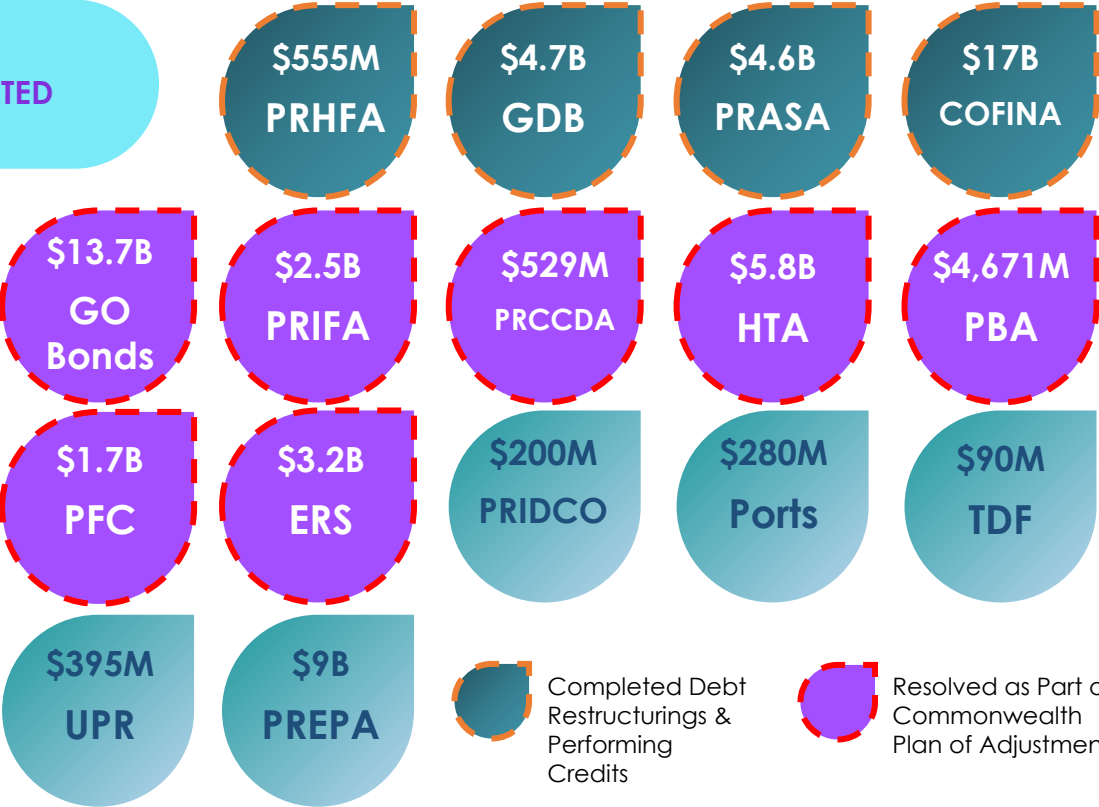 TED
$555M
PRHFA
$4.7B
GDB
$4.6B
PRASA
$17B
COFINA
$13.7B
GO
Bonds
$2.5B
PRIFA
$529M
PRCCDA
$5.8B
HTA
$4,671M
PBA
$1.7B
PFC
$3.2B
ERS
$200M
PRIDCO
$280M
Ports
$90M
TDF
$395M
UPR
$9B
PREPA
Completed Debt
Restructurings &
Performing
Credits
Resolved as Part
Commonwealth
Plan of